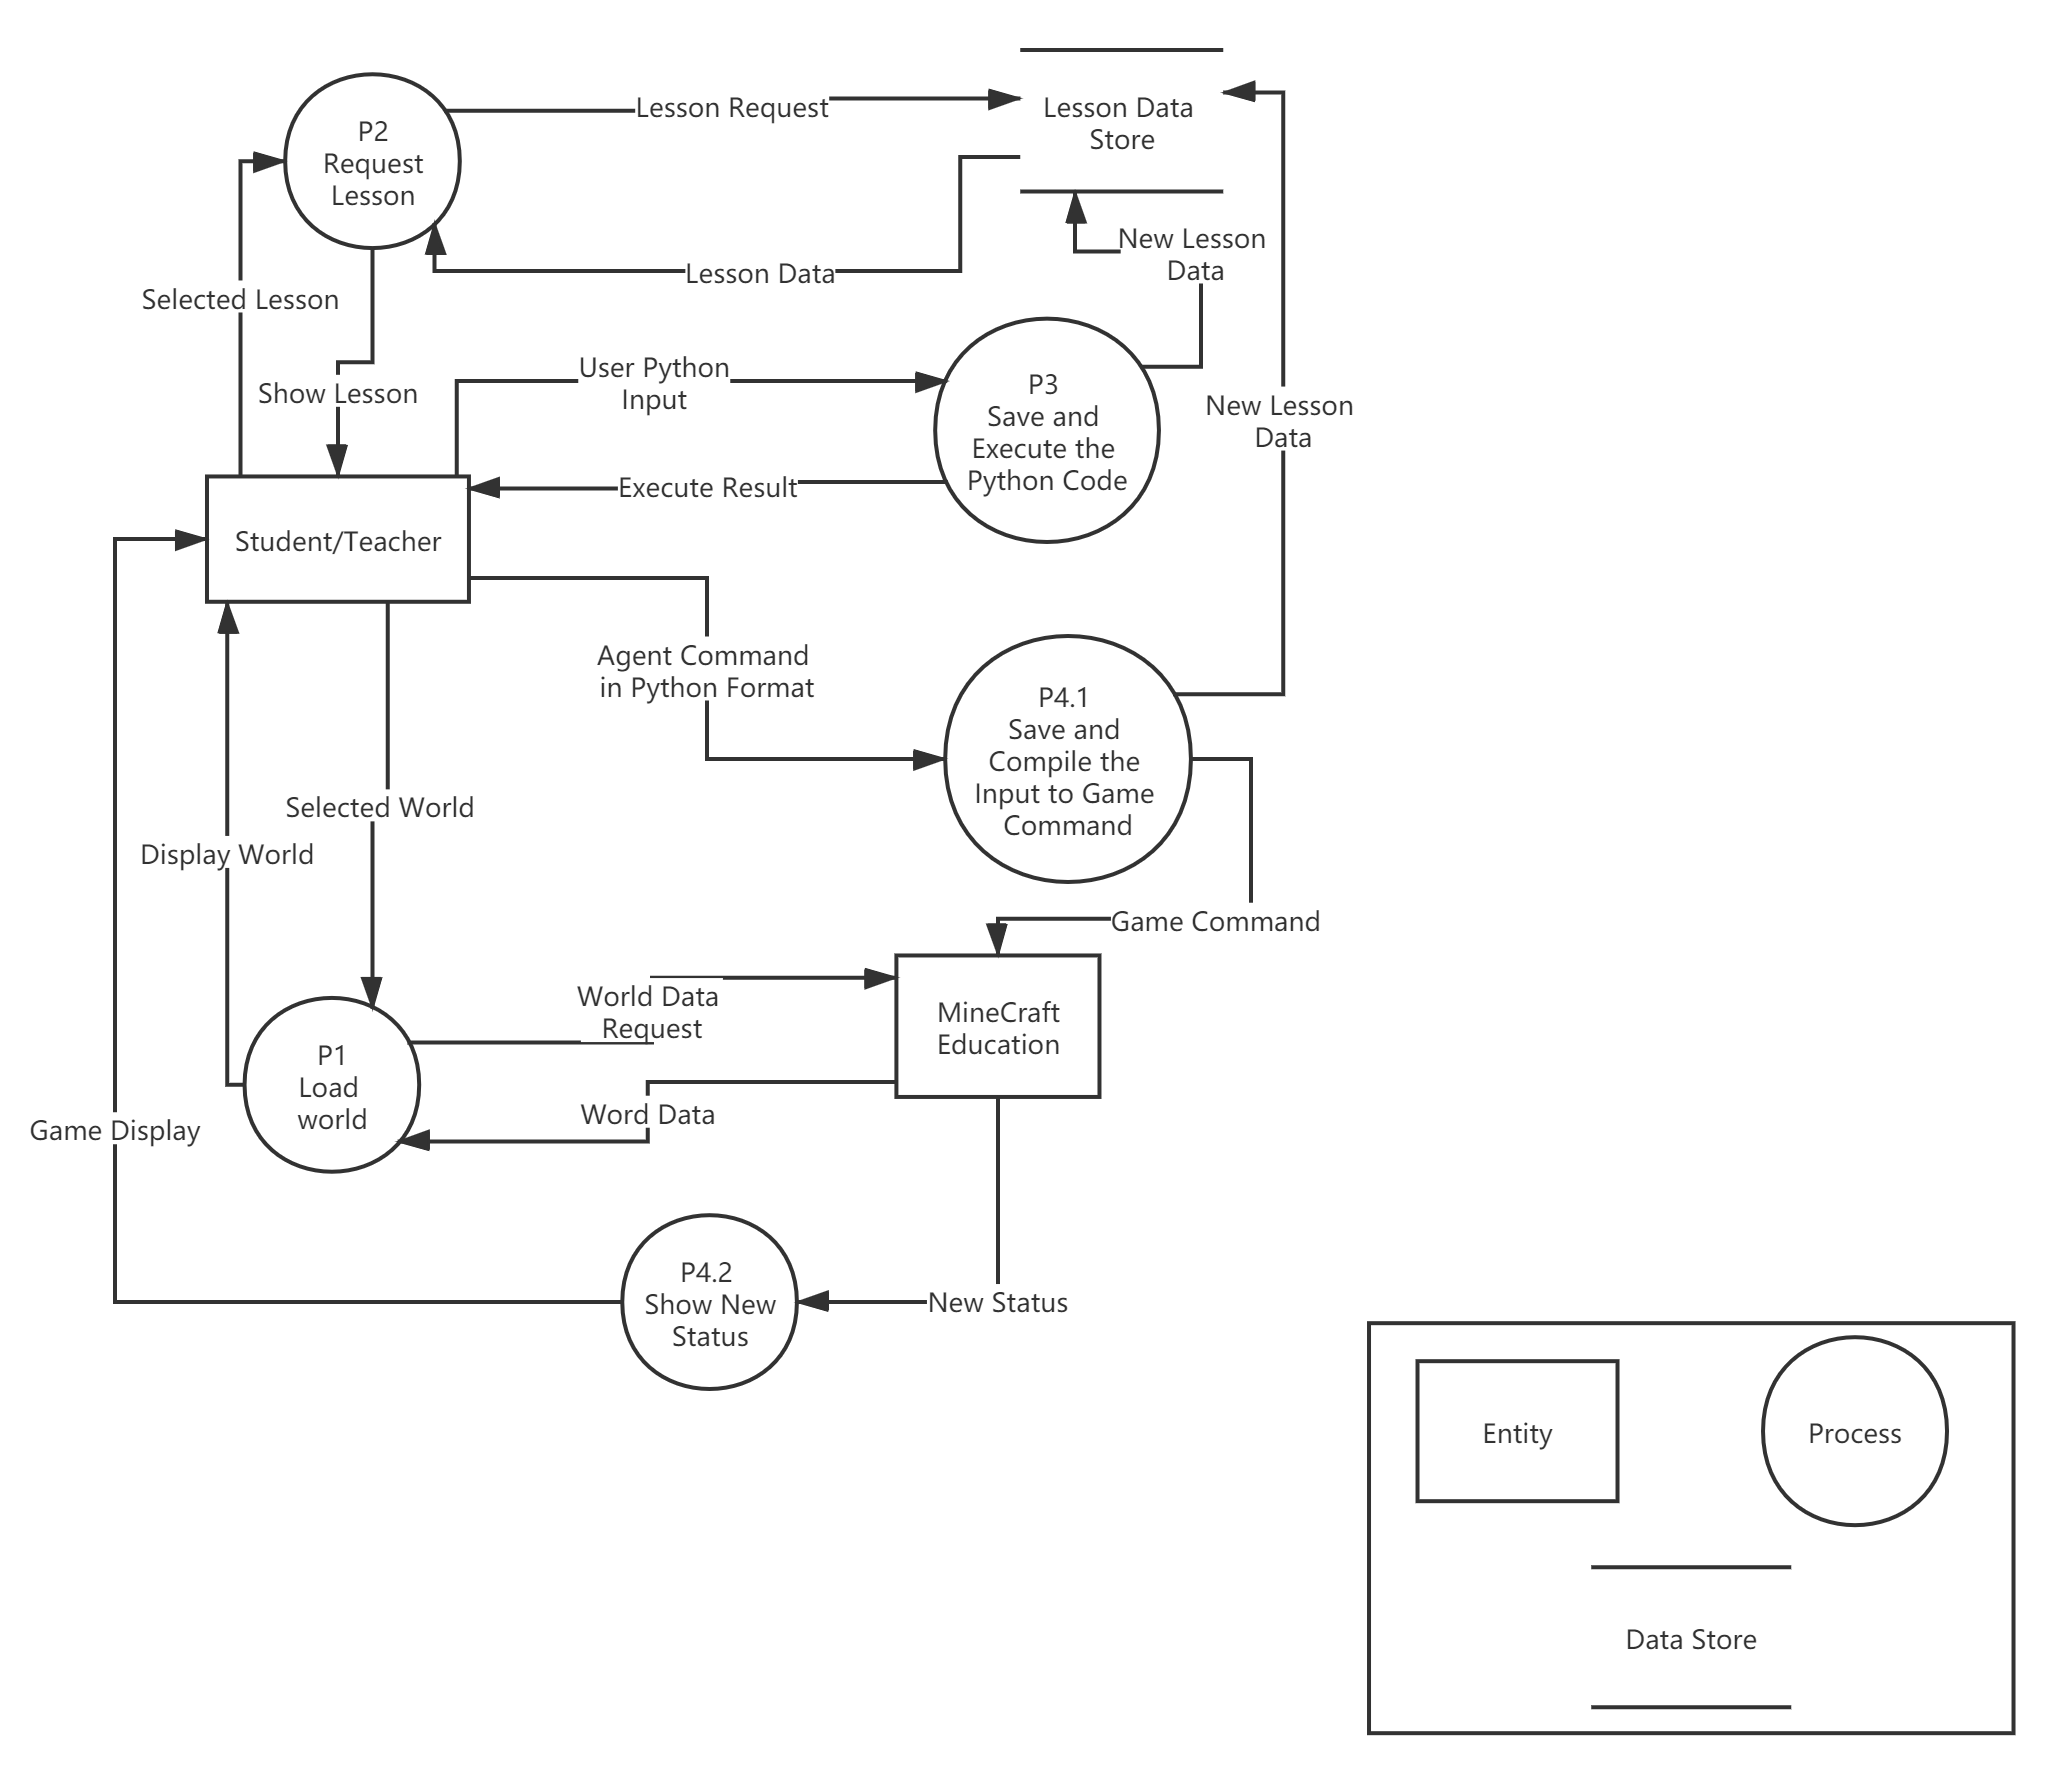 P2
Request
Lesson
Lesson Request
Lesson Data
Store
New Lesson
Data
Lesson Data
Selected Lesson
Show Lesson
User Python
Input
P3
Save and
Execute the
Python Code
New Lesson
Data
Execute Result
Student/Teacher
Agent Command
in Python Format
P4.1
Save and
Compile the
Input to Game
Command
Selected World
Display World
Game Command
World Data
Request
MineCraft
Education
P1
Load
world
Word Data
Game Display
P4.2
Show New
Status
New Status
Entity
Process
Data Store